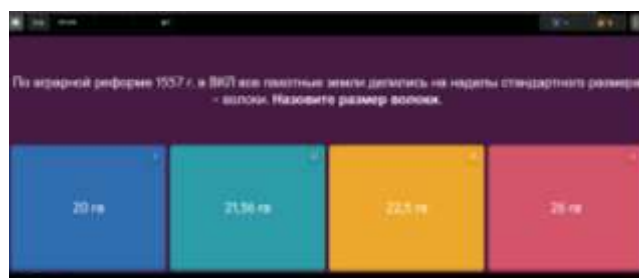 По аграрной реформе 1557 г. в ВКЛ все пахотные земли делились на наделы стандартного размера
- волоки. Назовите размер волоки.
20 га
21,36 га
22,5 га
26 га